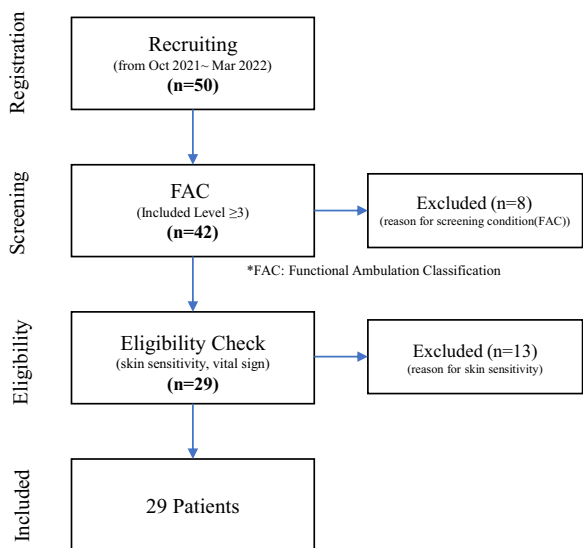 Registration
Recruiting
(from Oct 2021~ Mar 2022)
(n=50)
Screening
FAC
(Included Level ≥3)
(n=42)
Excluded (n=8)
(reason for screening condition(FAC))
*FAC: Functional Ambulation Classification
Eligibility
Eligibility Check
(skin sensitivity, vital sign)
(n=29)
Excluded (n=13)
(reason for skin sensitivity)
Included
29 Patients